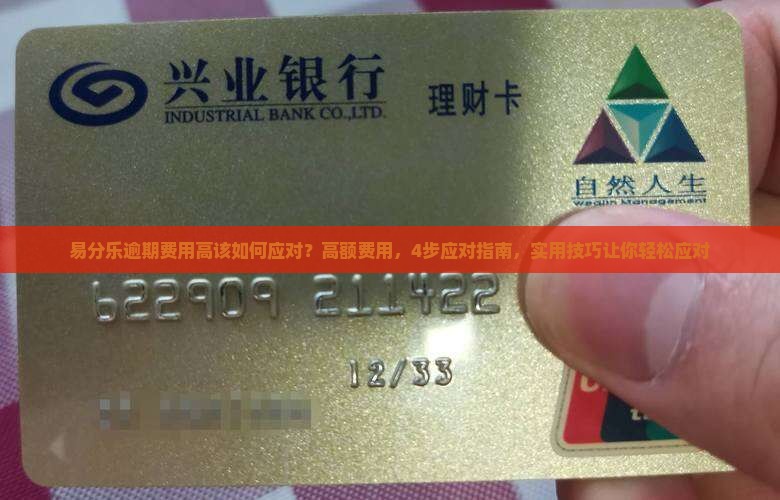 兴业银行
INDUSTRIAL BANK CO.,LTD.
理财卡
自然人生
Wealth Management
易分乐逾期费用高该如何应对?高额费用,4步应对指南,实用技巧让你轻松应对
622909 211422
12/33